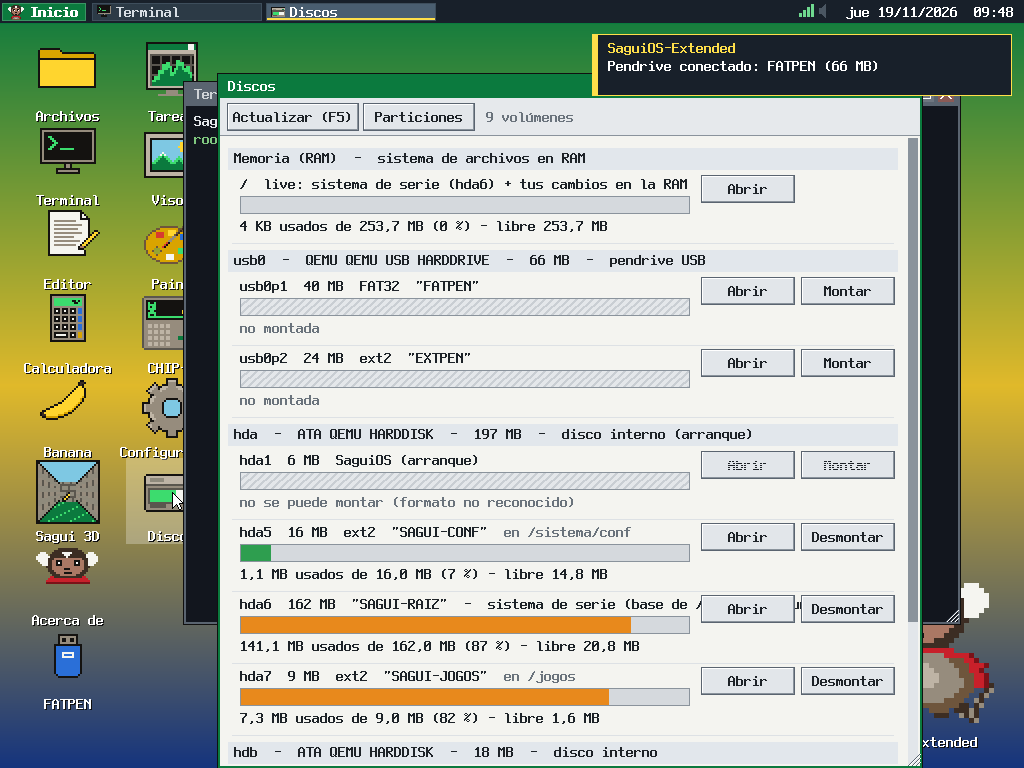 Inicio
Terminal
Discos
jue 19/11/2026 09:48
SaguiOS-Extended
Pendrive conectado: FATPEN (66 MB)
Archivos
Tarea
Terminal
Viso
Editor
Pain
Calculadora
CHIP-
Banana
Configur
Sagui 3D
Disco
Acerca de
FATPEN
Ter
Sag
roo
Discos
Actualizar (F5)
Particiones
9 volúmenes
Memoria (RAM) - sistema de archivos en RAM
/ live: sistema de serie (hda6) + tus cambios en la RAM
Abrir
4 KB usados de 253,7 MB (0 %) - libre 253,7 MB
usb0 - QEMU QEMU USB HARDDRIVE - 66 MB - pendrive USB
usb0p1 40 MB FAT32 "FATPEN"
Abrir
Montar
no montada
usb0p2 24 MB ext2 "EXTPEN"
Abrir
Montar
no montada
hda - ATA QEMU HARDDISK - 197 MB - disco interno (arranque)
hda1 6 MB SaguiOS (arranque)
Abrir
Montar
no se puede montar (formato no reconocido)
hda5 16 MB ext2 "SAGUI-CONF" en /sistema/conf
Abrir
Desmontar
1,1 MB usados de 16,0 MB (7 %) - libre 14,8 MB
hda6 162 MB "SAGUI-RAIZ" - sistema de serie (base de /
Abrir
Desmontar
141,1 MB usados de 162,0 MB (87 %) - libre 20,8 MB
hda7 9 MB ext2 "SAGUI-JOGOS" en /jogos
Abrir
Desmontar
7,3 MB usados de 9,0 MB (82 %) - libre 1,6 MB
hdb - ATA QEMU HARDDISK - 18 MB - disco interno
xtended